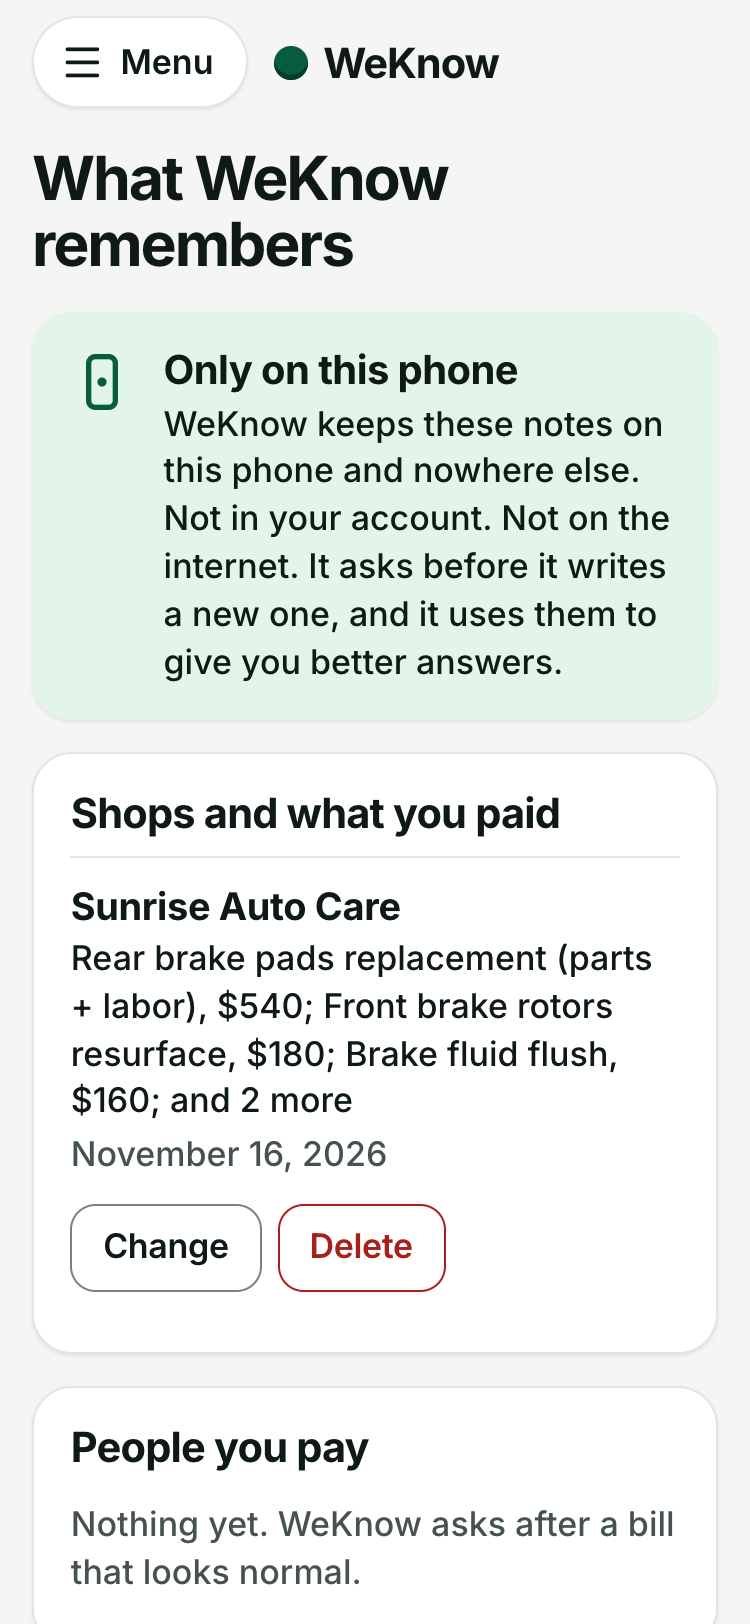 Menu
WeKnow
What WeKnow
remembers
Only on this phone
WeKnow keeps these notes on
this phone and nowhere else.
Not in your account. Not on the
internet. It asks before it writes
a new one, and it uses them to
give you better answers.
Shops and what you paid
Sunrise Auto Care
Rear brake pads replacement (parts
+ labor), $540; Front brake rotors
resurface, $180; Brake fluid flush,
$160; and 2 more
November 16, 2026
Change
Delete
People you pay
Nothing yet. WeKnow asks after a bill
that looks normal.